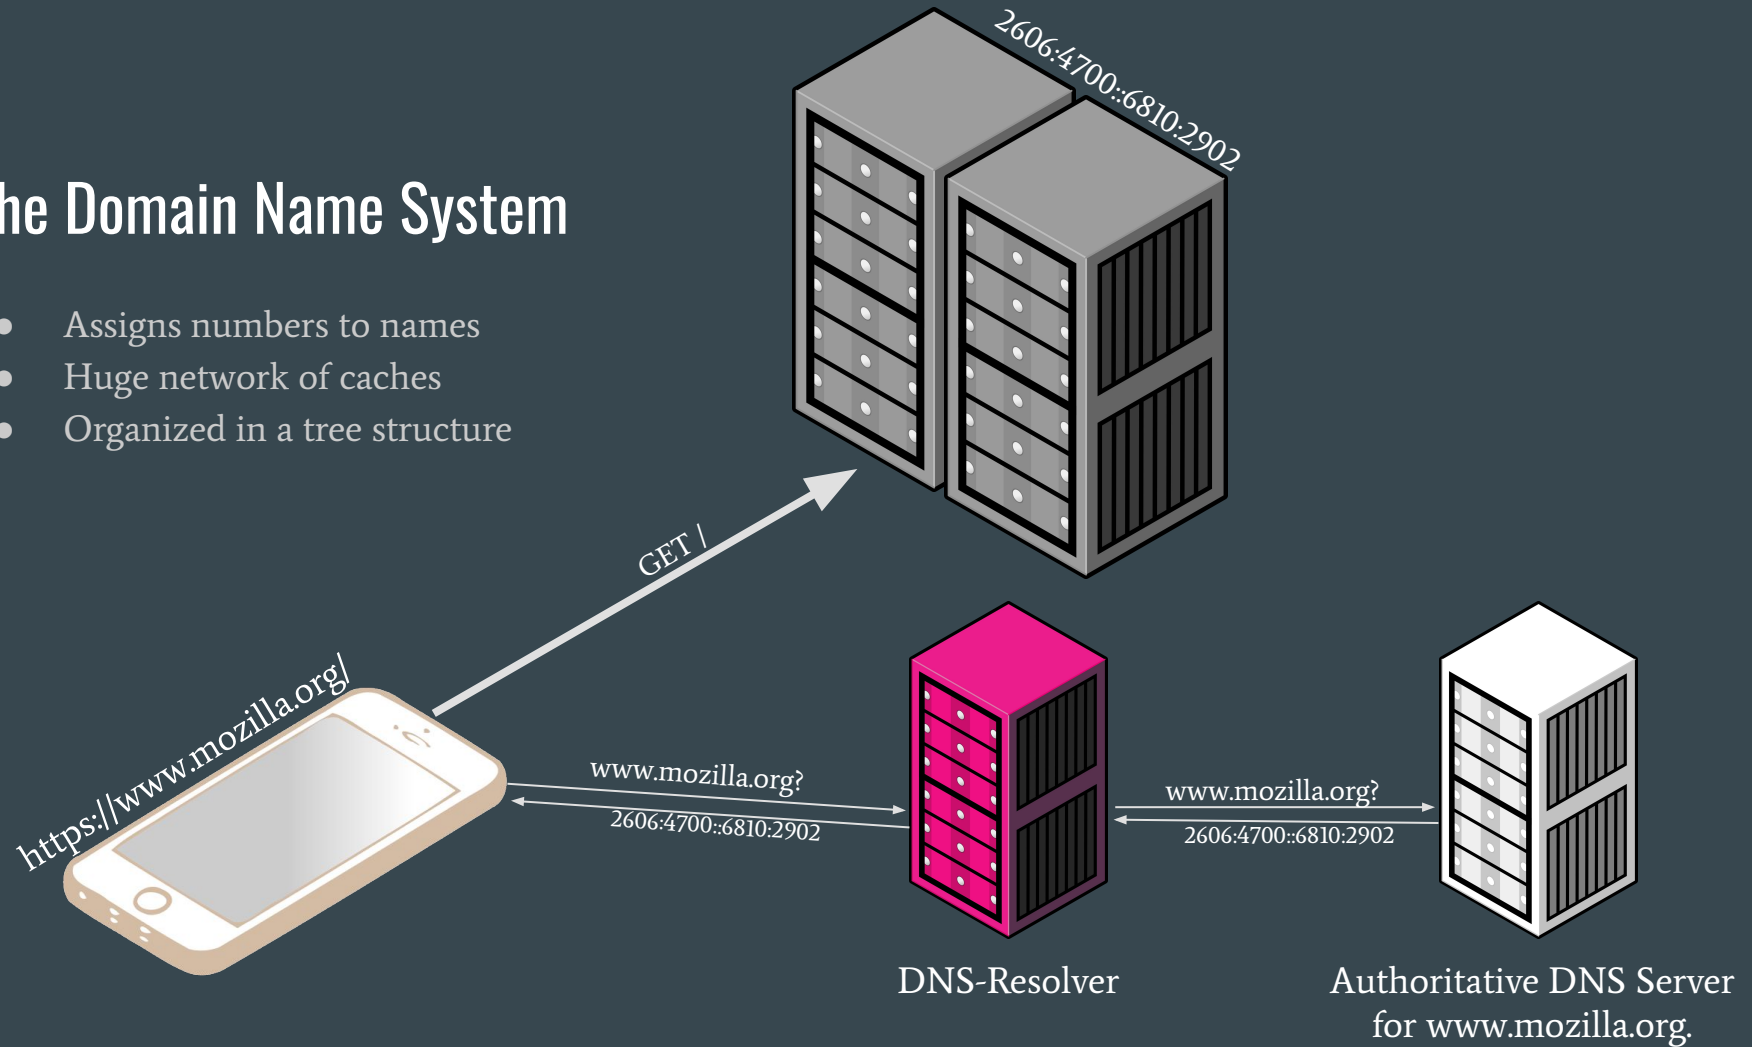 he Domain Name System
● Assigns numbers to names
● Huge network of caches
● Organized in a tree structure
2606:4700::6810:2902
GET /
https://www.mozilla.org/
www.mozilla.org?
2606:4700::6810:2902
www.mozilla.org?
2606:4700::6810:2902
DNS-Resolver
Authoritative DNS Server
for www.mozilla.org.